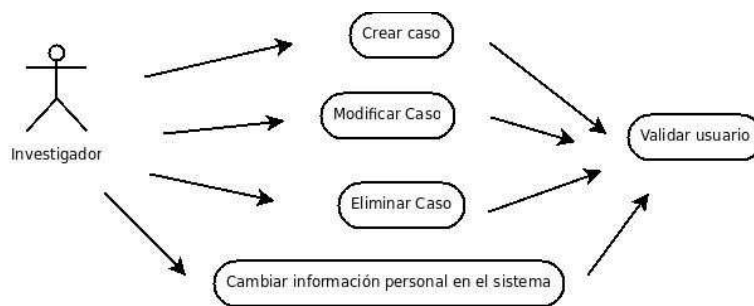 Crear caso
Modificar Caso
Validar usuario
Investigador
Eliminar Caso
Cambiar información personal en el sistema